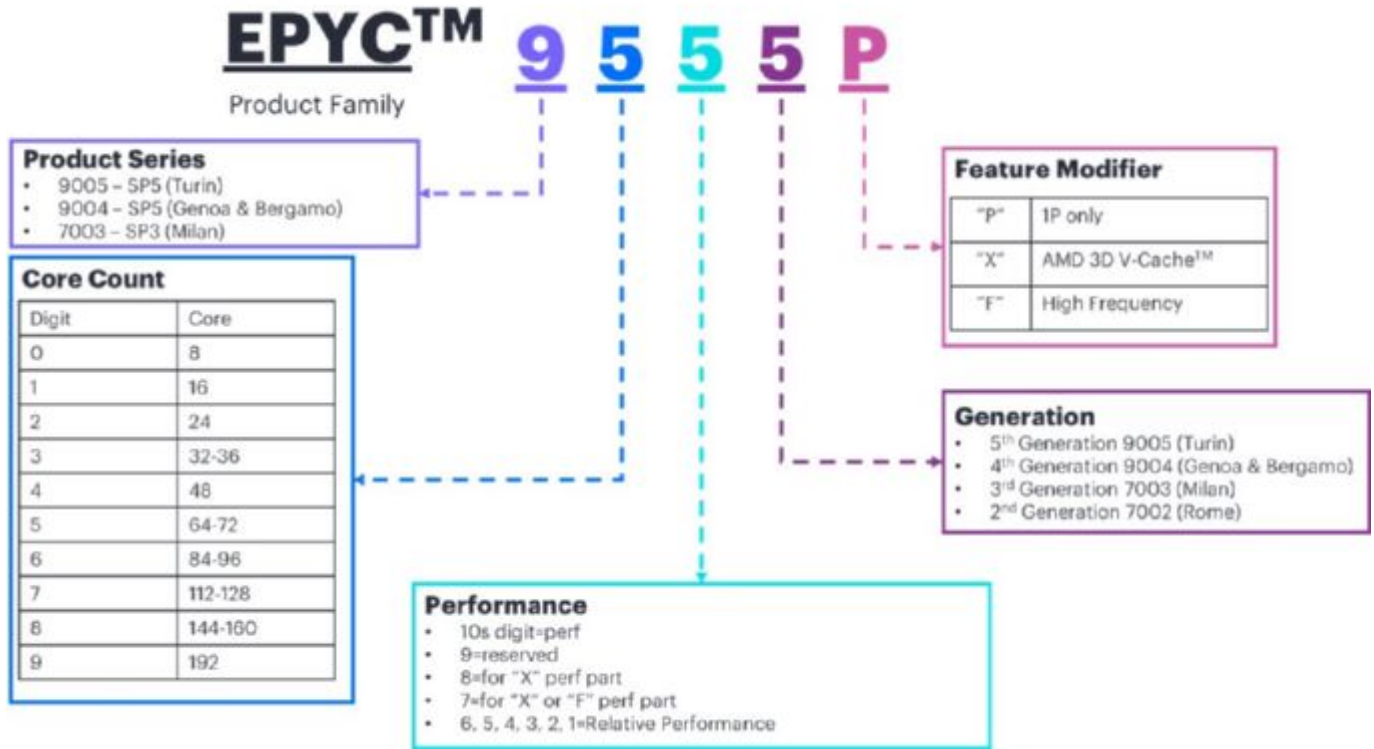 EPYC™ 9 5 5 5 P
Product Family
Product Series
• 9005 – SP5 (Turin)
• 9004 – SP5 (Genoa & Bergamo)
• 7003 – SP3 (Milan)
Core Count
Digit Core
0 8
1 16
2 24
3 32-36
4 48
5 64-72
6 84-96
7 112-128
8 144-160
9 192
Performance
• 10s digit=perf
• 9=reserved
• 8=for "X" perf part
• 7=for "X" or "F" perf part
• 6, 5, 4, 3, 2, 1=Relative Performance
Feature Modifier
"P" 1P only
"X" AMD 3D V-Cache™
"F" High Frequency
Generation
• 5th Generation 9005 (Turin)
• 4th Generation 9004 (Genoa & Bergamo)
• 3rd Generation 7003 (Milan)
• 2nd Generation 7002 (Rome)